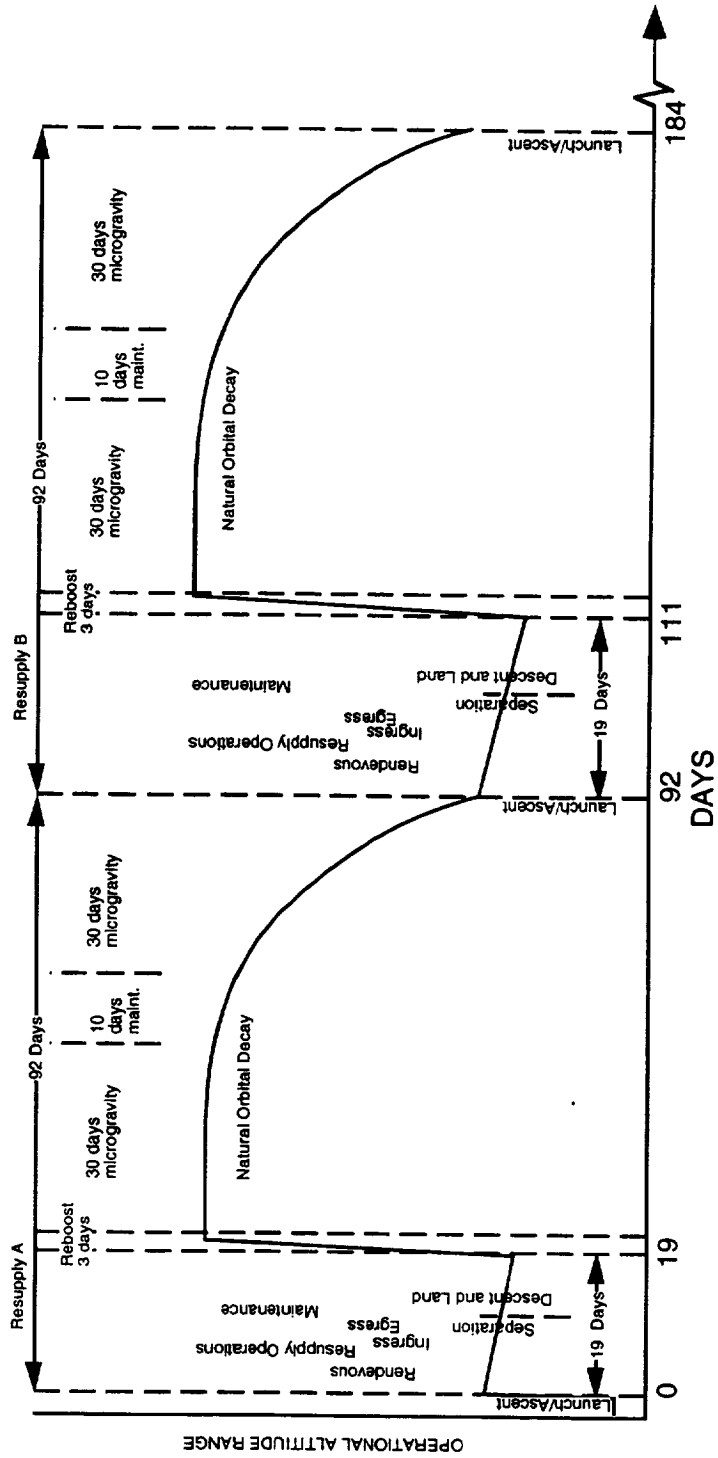 OPERATIONAL ALTITUDE RANGE
Resupply A
92 Days
Reboost
3 days
30 days
microgravity
10
days
maint.
30 days
microgravity
Launch/Ascent
Rendevous
Resupply Operations
Ingress
Egress
Maintenance
Separation
Descent and Land
19 Days
Natural Orbital Decay
Resupply B
92 Days
Reboost
3 days
30 days
microgravity
10
days
maint.
30 days
microgravity
Launch/Ascent
Rendevous
Resupply Operations
Ingress
Egress
Maintenance
Separation
Descent and Land
19 Days
Natural Orbital Decay
Launch/Ascent
0
19
92
111
184
DAYS